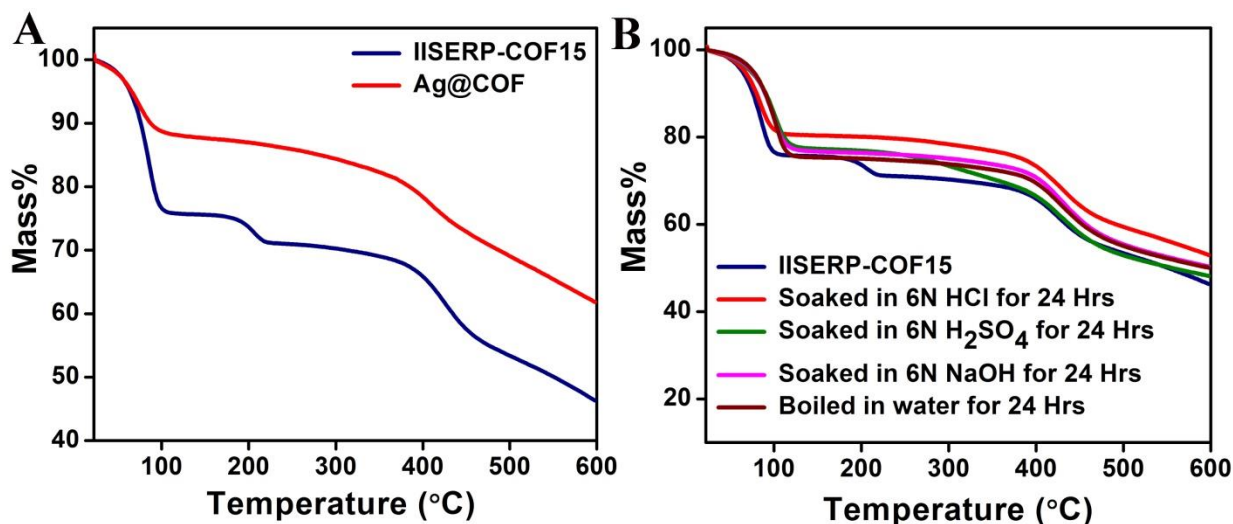 A
IISERP-COF15
Ag@COF
100
90
80
70
60
50
40
Mass%
100 200 300 400 500 600
Temperature (°C)
B
100
80
60
40
20
Mass%
IISERP-COF15
Soaked in 6N HCl for 24 Hrs
Soaked in 6N H₂SO₄ for 24 Hrs
Soaked in 6N NaOH for 24 Hrs
Boiled in water for 24 Hrs
100 200 300 400 500 600
Temperature (°C)